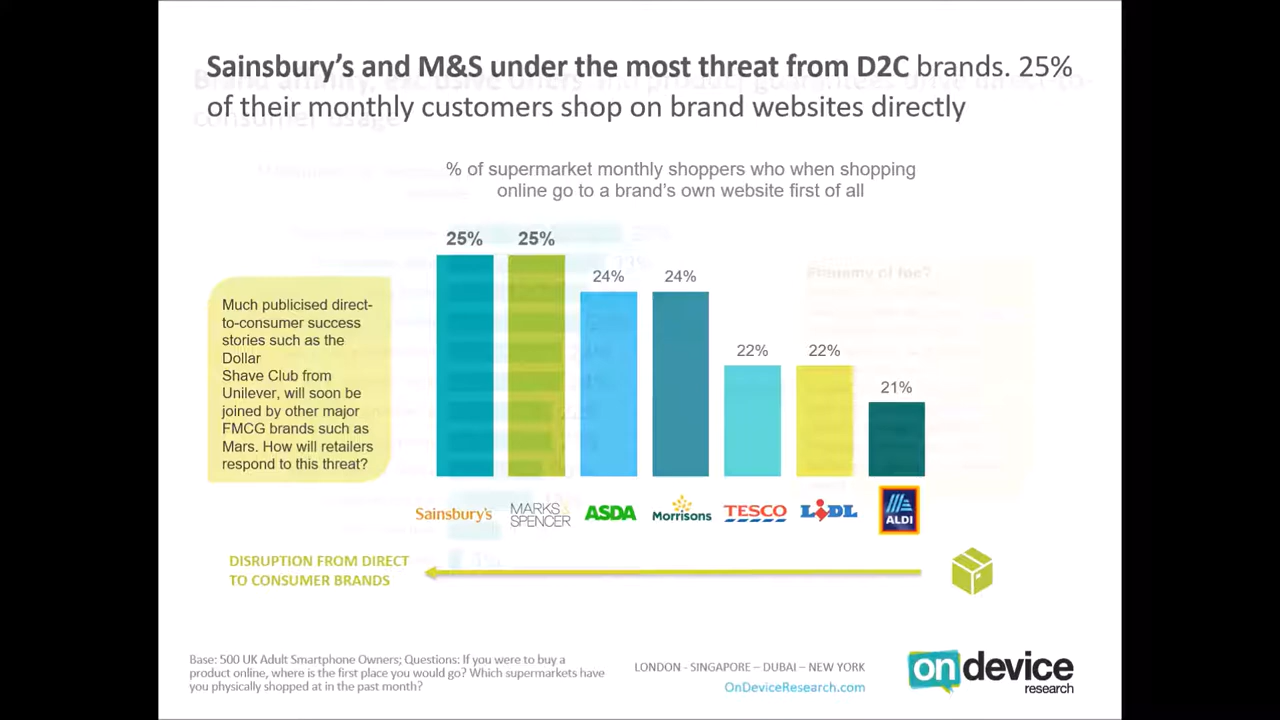 Sainsbury's and M&S under the most threat from D2C brands. 25%
of their monthly customers shop on brand websites directly
% of supermarket monthly shoppers who when shopping
online go to a brand's own website first of all
25%
25%
24%
24%
22%
22%
21%
Much publicised direct-
to-consumer success
stories such as the
Dollar
Shave Club from
Unilever, will soon be
joined by other major
FMCG brands such as
Mars. How will retailers
respond to this threat?
Sainsbury's
MARKS&
SPENCER
ASDA
Morrisons
TESCO
LIDL
ALDI
DISRUPTION FROM DIRECT
TO CONSUMER BRANDS
Base: 500 UK Adult Smartphone Owners; Questions: If you were to buy a
product online, where is the first place you would go? Which supermarkets have
you physically shopped at in the past month?
LONDON - SINGAPORE – DUBAI – NEW YORK
OnDeviceResearch.com
on device
research